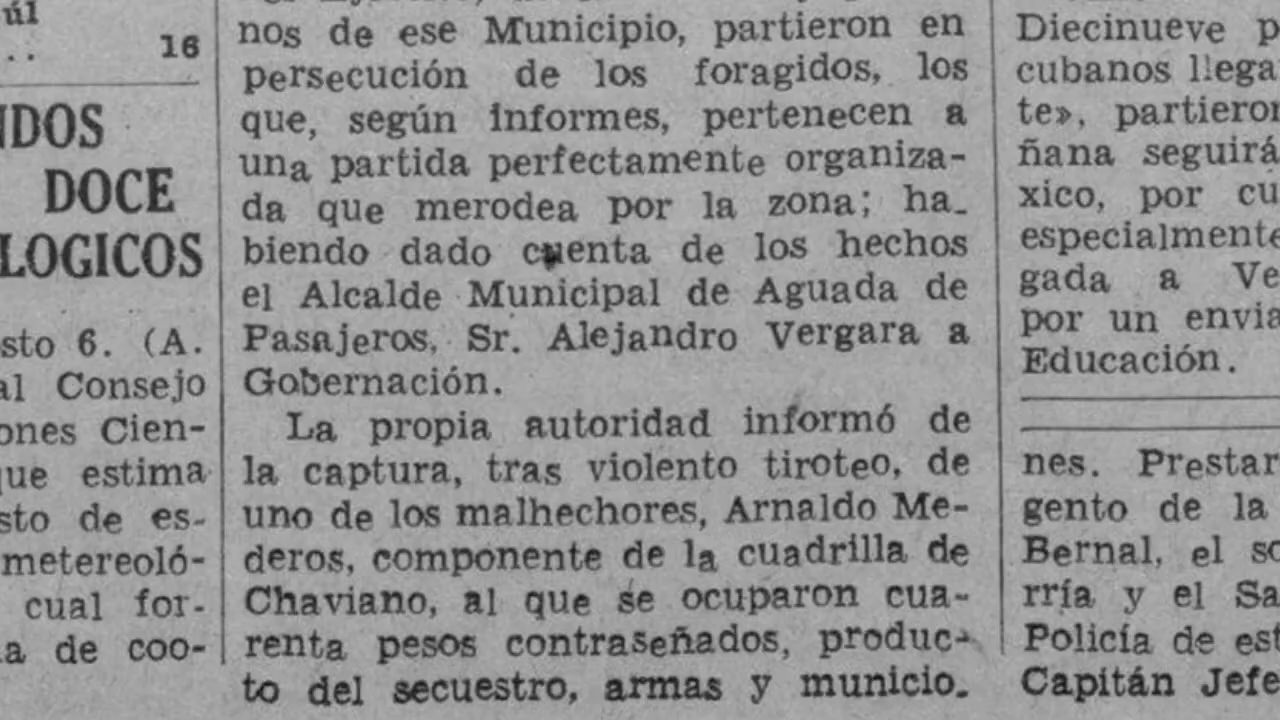 úl
. . 16
NDOS
DOCE
LOGICOS
sto 6. (A.
al Consejo
ones Cien-
que estima
sto de es-
metereoló-
cual for-
a de coo-
nos de ese Municipio, partieron en
persecución de los foragidos, los
que, según informes, pertenecen a
una partida perfectamente organiza-
da que merodea por la zona; ha-
biendo dado cuenta de los hechos
el Alcalde Municipal de Aguada de
Pasajeros, Sr. Alejandro Vergara a
Gobernación.
La propia autoridad informó de
la captura, tras violento tiroteo, de
uno de los malhechores, Arnaldo Me-
deros, componente de la cuadrilla de
Chaviano, al que se ocuparon cua-
renta pesos contraseñados, produc-
to del secuestro, armas y municio.
Diecinueve p
cubanos llega
te», partieron
ñana seguirá
xico, por cu
especialmente
gada a Ve
por un envia
Educación.
nes. Prestar
gento de la
Bernal, el so
rría y el Sa
Policía de est
Capitán Jefe